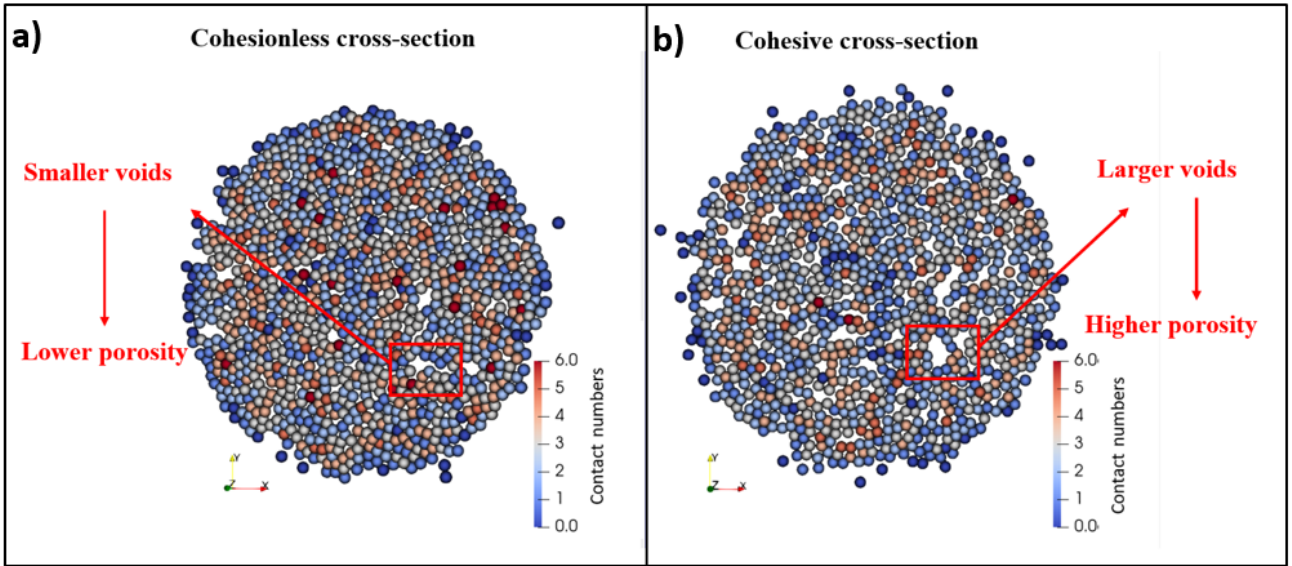 a)
Cohesionless cross-section
Smaller voids
Lower porosity
6.0
5
4
3
2
1
0.0
Contact numbers
Y
Z
X
b)
Cohesive cross-section
Larger voids
Higher porosity
6.0
5
4
3
2
1
0.0
Contact numbers
Y
Z
X